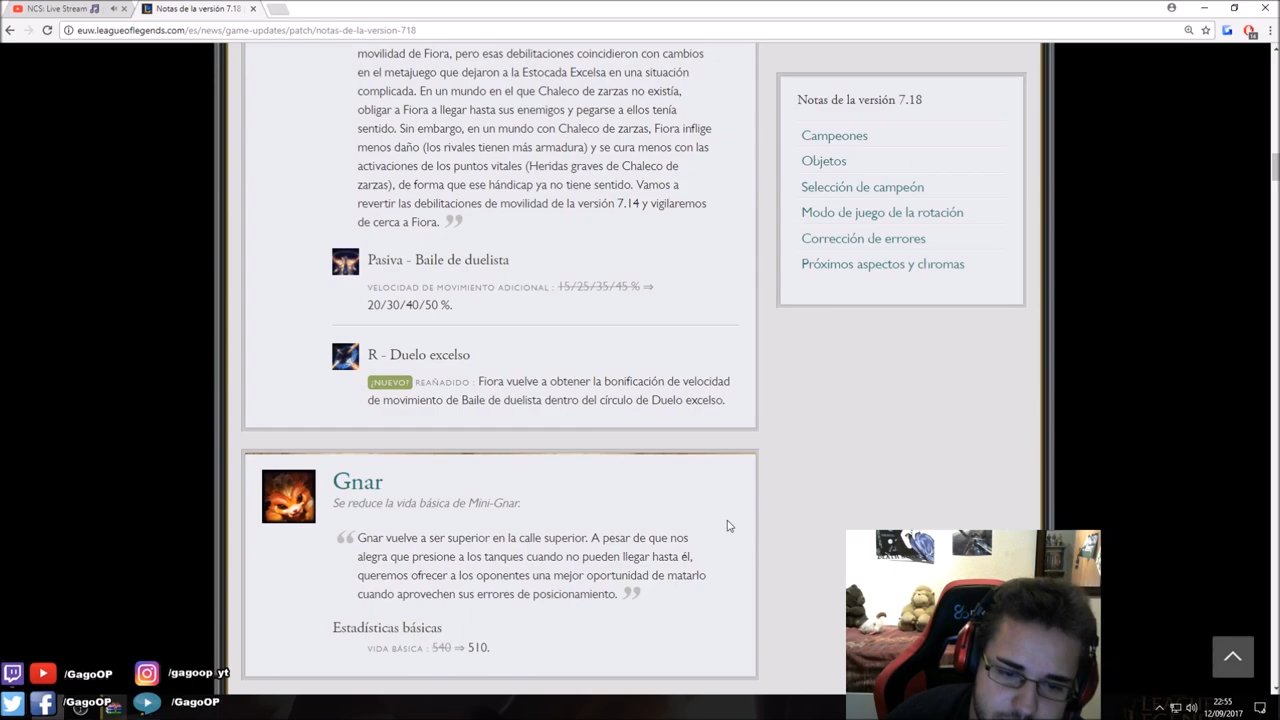 NCS: Live Stream
Notas de la versión 7.18
euw.leagueoflegends.com/es/news/game-updates/patch/notas-de-la-version-718
movilidad de Fiora, pero esas debilitaciones coincidieron con cambios
en el metajuego que dejaron a la Estocada Excelsa en una situación
complicada. En un mundo en el que Chaleco de zarzas no existía,
obligar a Fiora a llegar hasta sus enemigos y pegarse a ellos tenía
sentido. Sin embargo, en un mundo con Chaleco de zarzas, Fiora inflige
menos daño (los rivales tienen más armadura) y se cura menos con las
activaciones de los puntos vitales (Heridas graves de Chaleco de
zarzas), de forma que ese hándicap ya no tiene sentido. Vamos a
revertir las debilitaciones de movilidad de la versión 7.14 y vigilaremos
de cerca a Fiora. ”
Pasiva - Baile de duelista
VELOCIDAD DE MOVIMIENTO ADICIONAL : 15/25/35/45 % ⇒
20/30/40/50 %.
R - Duelo excelso
¡NUEVO! REAÑADIDO : Fiora vuelve a obtener la bonificación de velocidad
de movimiento de Baile de duelista dentro del círculo de Duelo excelso.
Gnar
Se reduce la vida básica de Mini-Gnar.
“ Gnar vuelve a ser superior en la calle superior. A pesar de que nos
alegra que presione a los tanques cuando no pueden llegar hasta él,
queremos ofrecer a los oponentes una mejor oportunidad de matarlo
cuando aprovechen sus errores de posicionamiento. ”
Estadísticas básicas
VIDA BÁSICA : 540 ⇒ 510.
Notas de la versión 7.18
Campeones
Objetos
Selección de campeón
Modo de juego de la rotación
Corrección de errores
Próximos aspectos y chromas
/GagoOP
/gagoop_yt
/GagoOP
/GagoOP
22:55
12/09/2017